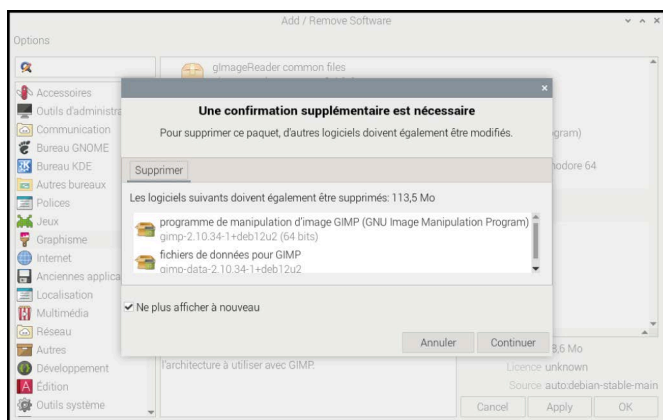 Add / Remove Software
Options
gImageReader common files
Accessoires
Outils d'administra
Communication
Bureau GNOME
Bureau KDE
Autres bureaux
Polices
Jeux
Graphisme
Internet
Anciennes applica
Localisation
Multimédia
Réseau
Autres
Développement
Édition
Outils système
gram)
nodore 64
Une confirmation supplémentaire est nécessaire
Pour supprimer ce paquet, d'autres logiciels doivent également être modifiés.
Supprimer
Les logiciels suivants doivent également être supprimés: 113,5 Mo
programme de manipulation d'image GIMP (GNU Image Manipulation Program)
gimp-2.10.34-1+deb12u2 (64 bits)
fichiers de données pour GIMP
gimp-data-2.10.34-1+deb12u2
Ne plus afficher à nouveau
Annuler Continuer
l'architecture à utiliser avec GIMP.
8,6 Mo
Licence unknown
Source auto:debian-stable-main
Cancel Apply OK